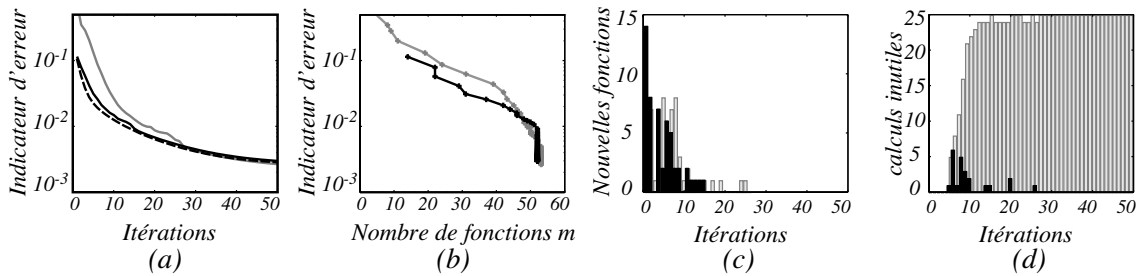 Indicateur d'erreur
10-1
10-2
10-3
0 10 20 30 40 50
Itérations
(a)
Indicateur d'erreur
10-1
10-2
10-3
0 10 20 30 40 50 60
Nombre de fonctions m
(b)
Nouvelles fonctions
15
10
5
0
0 10 20 30 40 50
Itérations
(c)
calculs inutiles
25
20
15
10
5
0
0 10 20 30 40 50
Itérations
(d)